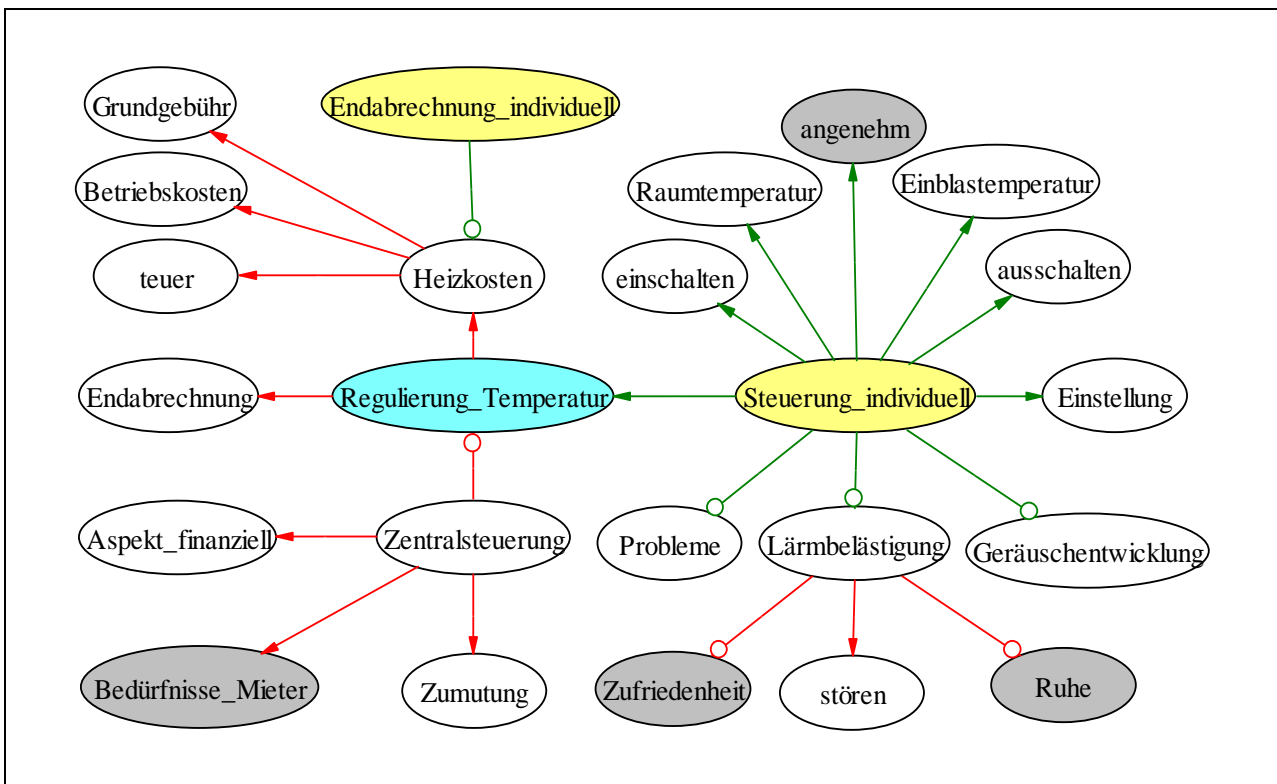 Grundgebühr
Endabrechnung_individuell
angenehm
Betriebskosten
Raumtemperatur
Einblastemperatur
teuer
Heizkosten
einschalten
ausschalten
Endabrechnung
Regulierung_Temperatur
Steuerung_individuell
Einstellung
Aspekt_finanziell
Zentralsteuerung
Probleme
Lärmbelästigung
Geräuschentwicklung
Bedürfnisse_Mieter
Zumutung
Zufriedenheit
stören
Ruhe